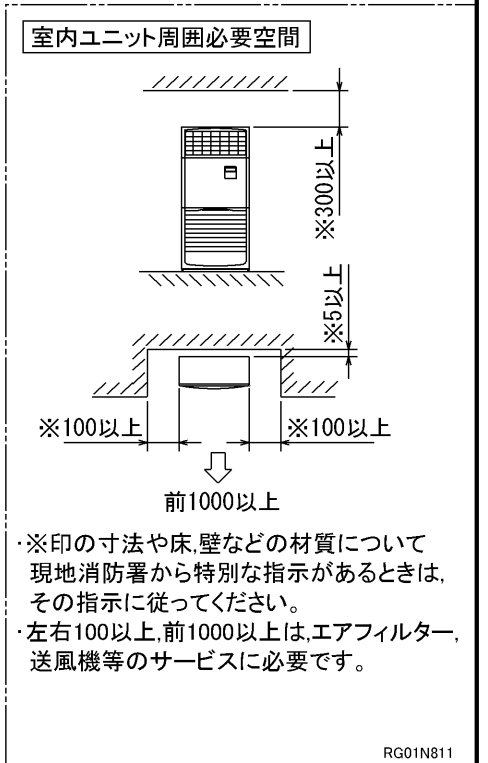 室内ユニット周囲必要空間
※300以上
※5以上
※100以上
※100以上
前1000以上
・※印の寸法や床,壁などの材質について
現地消防署から特別な指示があるときは,
その指示に従ってください。
・左右100以上,前1000以上は,エアフィルター,
送風機等のサービスに必要です。
RG01N811